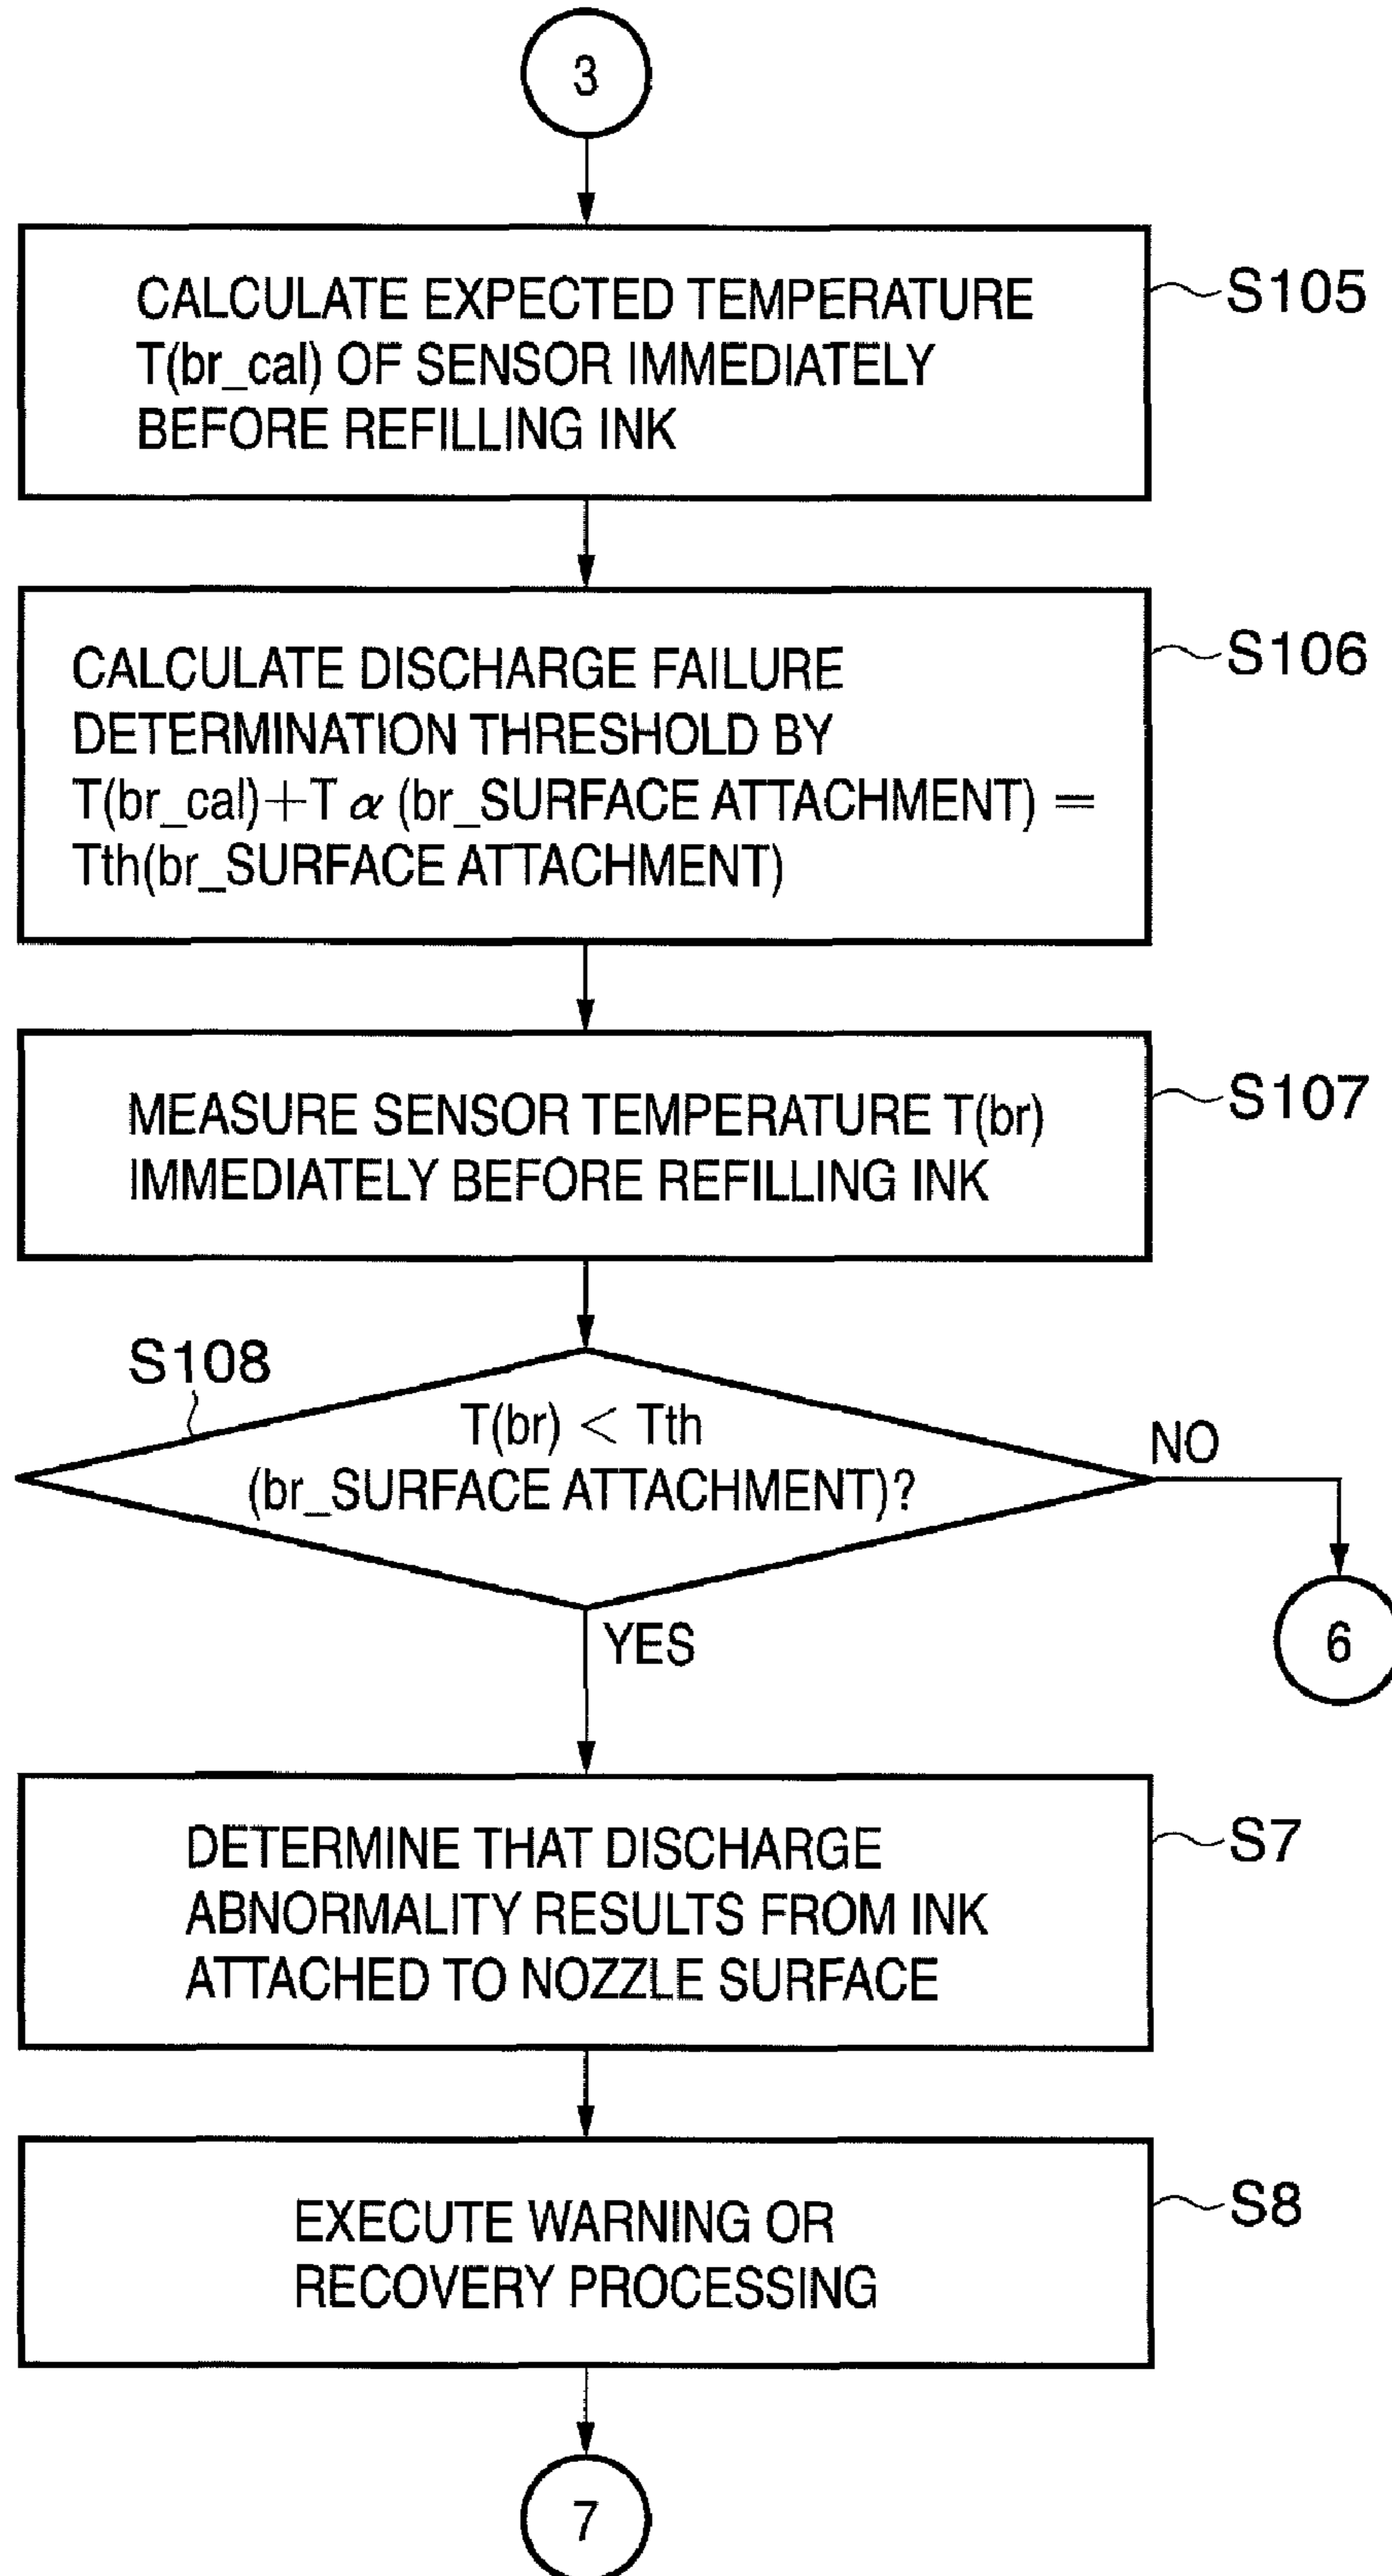 3
CALCULATE EXPECTED TEMPERATURE
T(br_cal) OF SENSOR IMMEDIATELY
BEFORE REFILLING INK
S105
CALCULATE DISCHARGE FAILURE
DETERMINATION THRESHOLD BY
T(br_cal)+T α (br_SURFACE ATTACHMENT) =
Tth(br_SURFACE ATTACHMENT)
S106
MEASURE SENSOR TEMPERATURE T(br)
IMMEDIATELY BEFORE REFILLING INK
S107
S108
T(br) < Tth
(br_SURFACE ATTACHMENT)?
NO
6
YES
DETERMINE THAT DISCHARGE
ABNORMALITY RESULTS FROM INK
ATTACHED TO NOZZLE SURFACE
S7
EXECUTE WARNING OR
RECOVERY PROCESSING
S8
7